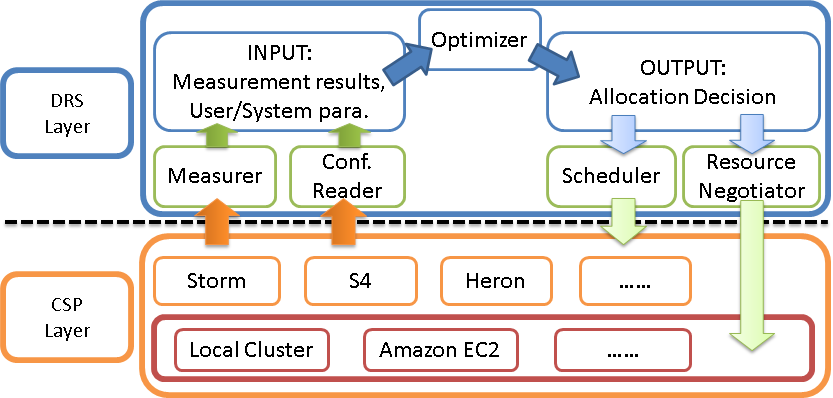 DRS
Layer
INPUT:
Measurement results,
User/System para.
Optimizer
OUTPUT:
Allocation Decision
Measurer
Conf.
Reader
Scheduler
Resource
Negotiator
CSP
Layer
Storm
S4
Heron
......
Local Cluster
Amazon EC2
......